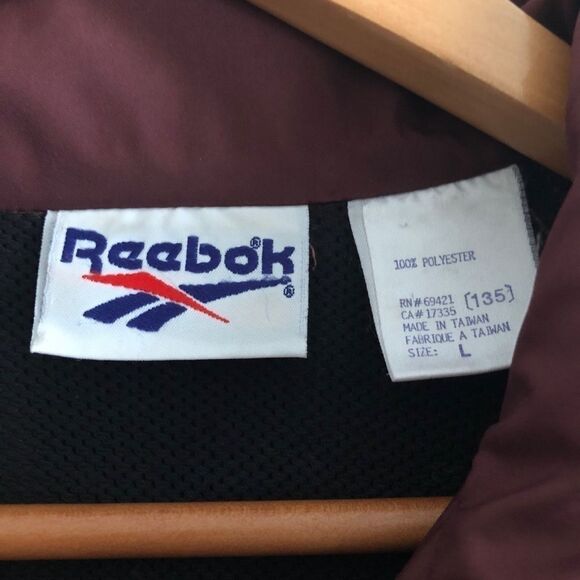 Reebok®
®
100% POLYESTER
RN# 69421 [135]
CA# 17335
MADE IN TAIWAN
FABRIQUE A TAIWAN
SIZE: L